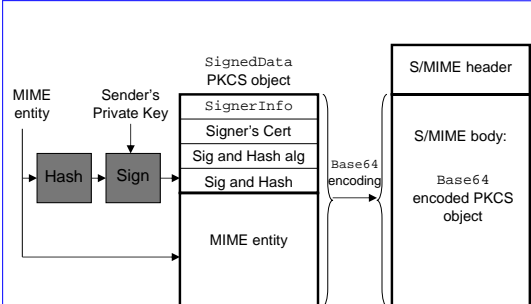 SignedData
PKCS object
S/MIME header
MIME
entity
Sender's
Private Key
SignerInfo
Signer's Cert
Sig and Hash alg
Sig and Hash
Hash
Sign
Base64
encoding
S/MIME body:
Base64
encoded PKCS
object
MIME entity